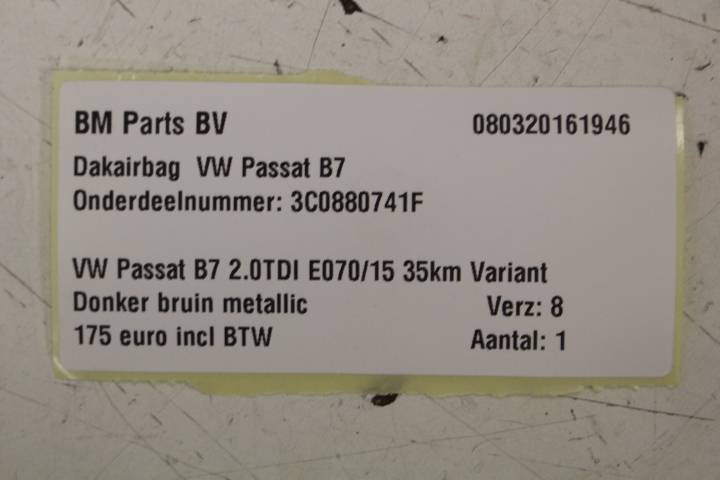 BM Parts BV 080320161946
Dakairbag VW Passat B7
Onderdeelnummer: 3C0880741F
VW Passat B7 2.0TDI E070/15 35km Variant
Donker bruin metallic Verz: 8
175 euro incl BTW Aantal: 1